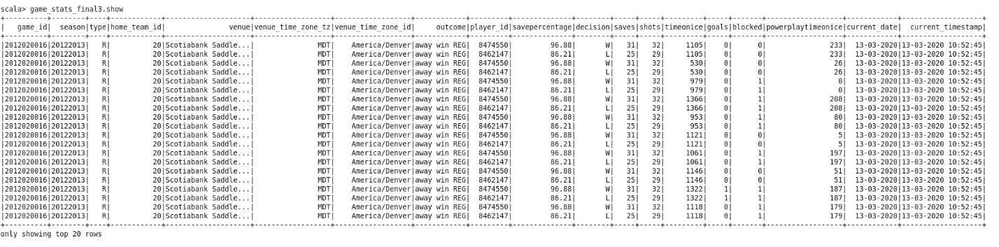 scala> game_stats_final3.show
+----------+--------+----+------------+--------------------+------------------+------------------+------------+---------+--------------+--------+-----+-----+---------+-----+-------+------------------+------------+-------------------+
|   game_id|  season|type|home_team_id|               venue|venue_time_zone_tz|venue_time_zone_id|     outcome|player_id|savepercentage|decision|saves|shots|timeonice|goals|blocked|powerplaytimeonice|current_date|  current_timestamp|
+----------+--------+----+------------+--------------------+------------------+------------------+------------+---------+--------------+--------+-----+-----+---------+-----+-------+------------------+------------+-------------------+
|2012020016|20122013|   R|          20|Scotiabank Saddle...|               MDT|    America/Denver|away win REG|  8474550|         96.88|       W|   31|   32|     1105|    0|      0|               233|  13-03-2020|13-03-2020 10:52:45|
|2012020016|20122013|   R|          20|Scotiabank Saddle...|               MDT|    America/Denver|away win REG|  8462147|         86.21|       L|   25|   29|     1105|    0|      0|               233|  13-03-2020|13-03-2020 10:52:45|
|2012020016|20122013|   R|          20|Scotiabank Saddle...|               MDT|    America/Denver|away win REG|  8474550|         96.88|       W|   31|   32|      530|    0|      0|                26|  13-03-2020|13-03-2020 10:52:45|
|2012020016|20122013|   R|          20|Scotiabank Saddle...|               MDT|    America/Denver|away win REG|  8462147|         86.21|       L|   25|   29|      530|    0|      0|                26|  13-03-2020|13-03-2020 10:52:45|
|2012020016|20122013|   R|          20|Scotiabank Saddle...|               MDT|    America/Denver|away win REG|  8474550|         96.88|       W|   31|   32|      979|    0|      1|                 0|  13-03-2020|13-03-2020 10:52:45|
|2012020016|20122013|   R|          20|Scotiabank Saddle...|               MDT|    America/Denver|away win REG|  8462147|         86.21|       L|   25|   29|      979|    0|      1|                 0|  13-03-2020|13-03-2020 10:52:45|
|2012020016|20122013|   R|          20|Scotiabank Saddle...|               MDT|    America/Denver|away win REG|  8474550|         96.88|       W|   31|   32|     1366|    0|      1|               208|  13-03-2020|13-03-2020 10:52:45|
|2012020016|20122013|   R|          20|Scotiabank Saddle...|               MDT|    America/Denver|away win REG|  8462147|         86.21|       L|   25|   29|     1366|    0|      1|               208|  13-03-2020|13-03-2020 10:52:45|
|2012020016|20122013|   R|          20|Scotiabank Saddle...|               MDT|    America/Denver|away win REG|  8474550|         96.88|       W|   31|   32|      953|    0|      1|                80|  13-03-2020|13-03-2020 10:52:45|
|2012020016|20122013|   R|          20|Scotiabank Saddle...|               MDT|    America/Denver|away win REG|  8462147|         86.21|       L|   25|   29|      953|    0|      1|                80|  13-03-2020|13-03-2020 10:52:45|
|2012020016|20122013|   R|          20|Scotiabank Saddle...|               MDT|    America/Denver|away win REG|  8474550|         96.88|       W|   31|   32|     1121|    0|      0|                 5|  13-03-2020|13-03-2020 10:52:45|
|2012020016|20122013|   R|          20|Scotiabank Saddle...|               MDT|    America/Denver|away win REG|  8462147|         86.21|       L|   25|   29|     1121|    0|      0|                 5|  13-03-2020|13-03-2020 10:52:45|
|2012020016|20122013|   R|          20|Scotiabank Saddle...|               MDT|    America/Denver|away win REG|  8474550|         96.88|       W|   31|   32|     1061|    0|      1|               197|  13-03-2020|13-03-2020 10:52:45|
|2012020016|20122013|   R|          20|Scotiabank Saddle...|               MDT|    America/Denver|away win REG|  8462147|         86.21|       L|   25|   29|     1061|    0|      1|               197|  13-03-2020|13-03-2020 10:52:45|
|2012020016|20122013|   R|          20|Scotiabank Saddle...|               MDT|    America/Denver|away win REG|  8474550|         96.88|       W|   31|   32|     1146|    0|      0|                51|  13-03-2020|13-03-2020 10:52:45|
|2012020016|20122013|   R|          20|Scotiabank Saddle...|               MDT|    America/Denver|away win REG|  8462147|         86.21|       L|   25|   29|     1146|    0|      0|                51|  13-03-2020|13-03-2020 10:52:45|
|2012020016|20122013|   R|          20|Scotiabank Saddle...|               MDT|    America/Denver|away win REG|  8474550|         96.88|       W|   31|   32|     1322|    1|      1|               187|  13-03-2020|13-03-2020 10:52:45|
|2012020016|20122013|   R|          20|Scotiabank Saddle...|               MDT|    America/Denver|away win REG|  8462147|         86.21|       L|   25|   29|     1322|    1|      1|               187|  13-03-2020|13-03-2020 10:52:45|
|2012020016|20122013|   R|          20|Scotiabank Saddle...|               MDT|    America/Denver|away win REG|  8474550|         96.88|       W|   31|   32|     1118|    0|      1|               179|  13-03-2020|13-03-2020 10:52:45|
|2012020016|20122013|   R|          20|Scotiabank Saddle...|               MDT|    America/Denver|away win REG|  8462147|         86.21|       L|   25|   29|     1118|    0|      1|               179|  13-03-2020|13-03-2020 10:52:45|
+----------+--------+----+------------+--------------------+------------------+------------------+------------+---------+--------------+--------+-----+-----+---------+-----+-------+------------------+------------+-------------------+
only showing top 20 rows